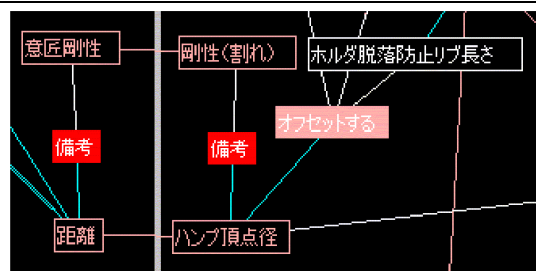 意匠剛性
剛性(割れ)
ホルダ脱落防止リブ長さ
オフセットする
備考
備考
距離
ハンプ頂点径